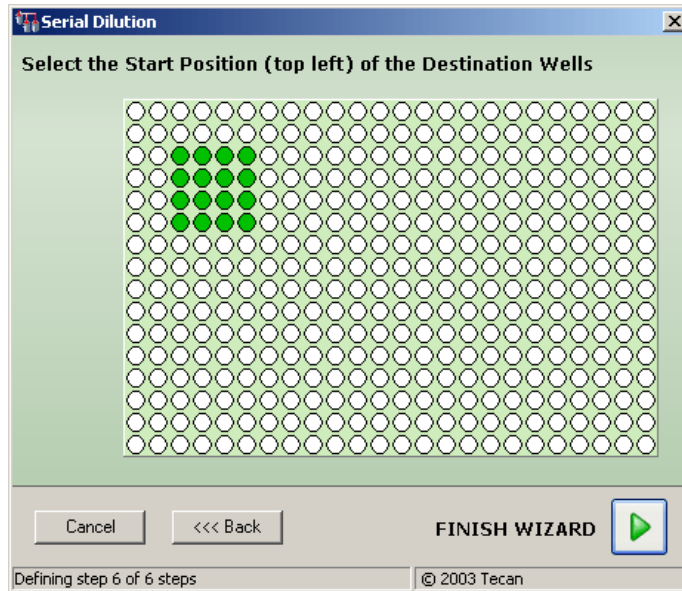 Serial Dilution
Select the Start Position (top left) of the Destination Wells
Cancel
<<< Back
FINISH WIZARD
Defining step 6 of 6 steps
© 2003 Tecan